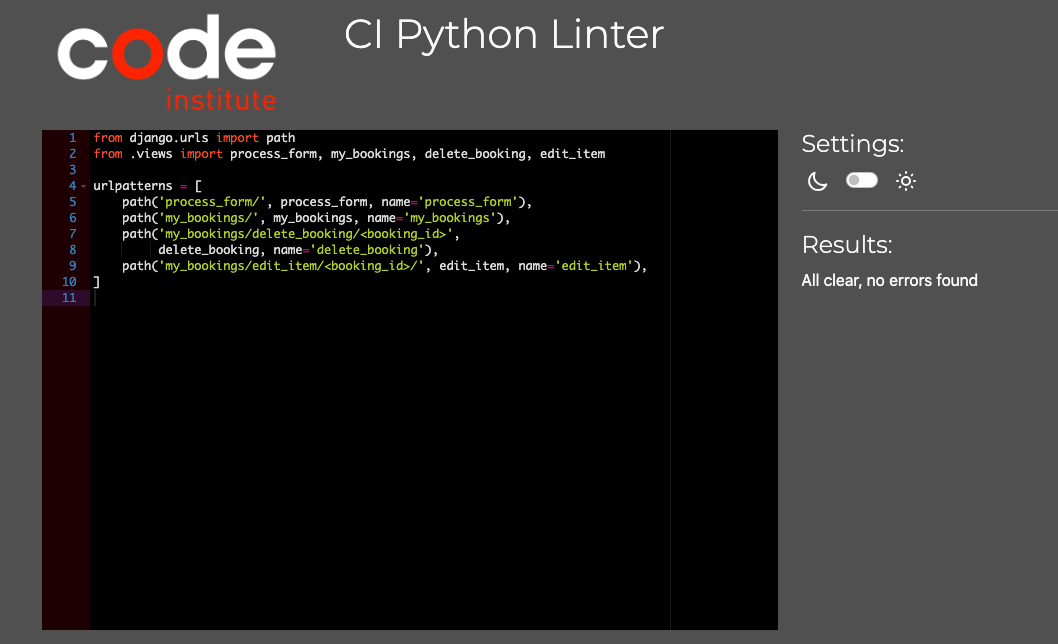 code
institute
CI Python Linter
1 from django.urls import path
2 from .views import process_form, my_bookings, delete_booking, edit_item
3
4 urlpatterns = [
5     path('process_form/', process_form, name='process_form'),
6     path('my_bookings/', my_bookings, name='my_bookings'),
7     path('my_bookings/delete_booking/<booking_id>',
8          delete_booking, name='delete_booking'),
9     path('my_bookings/edit_item/<booking_id>/', edit_item, name='edit_item'),
10 ]
11
Settings:
Results:
All clear, no errors found